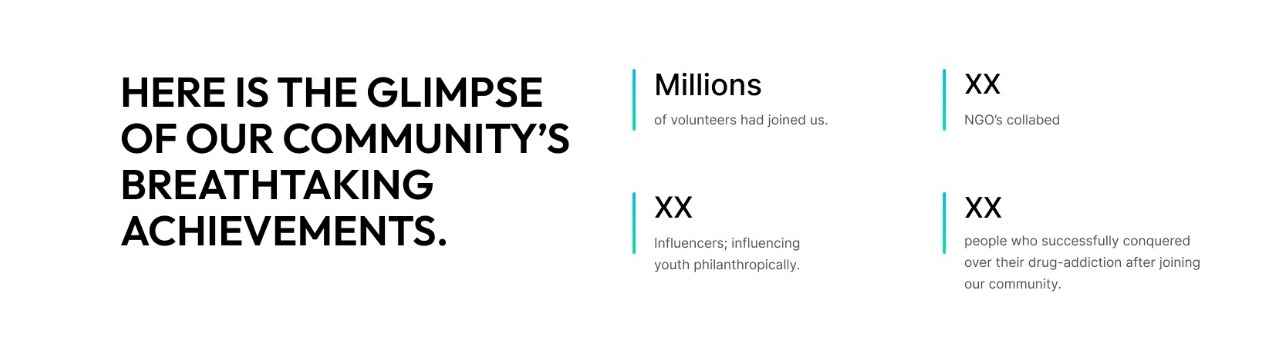 HERE IS THE GLIMPSE
OF OUR COMMUNITY’S
BREATHTAKING
ACHIEVEMENTS.
Millions
of volunteers had joined us.
XX
NGO’s collabed
XX
Influencers; influencing
youth philanthropically.
XX
people who successfully conquered
over their drug-addiction after joining
our community.